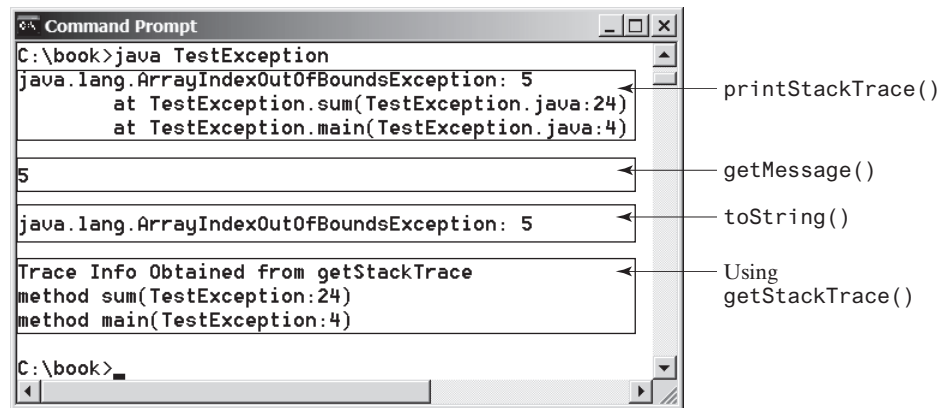 Command Prompt
C:\book>java TestException
java.lang.ArrayIndexOutOfBoundsException: 5
at TestException.sum(TestException.java:24)
at TestException.main(TestException.java:4)
printStackTrace()
5
getMessage()
java.lang.ArrayIndexOutOfBoundsException: 5
toString()
Trace Info Obtained from getStackTrace
method sum(TestException:24)
method main(TestException:4)
Using
getStackTrace()
C:\book>